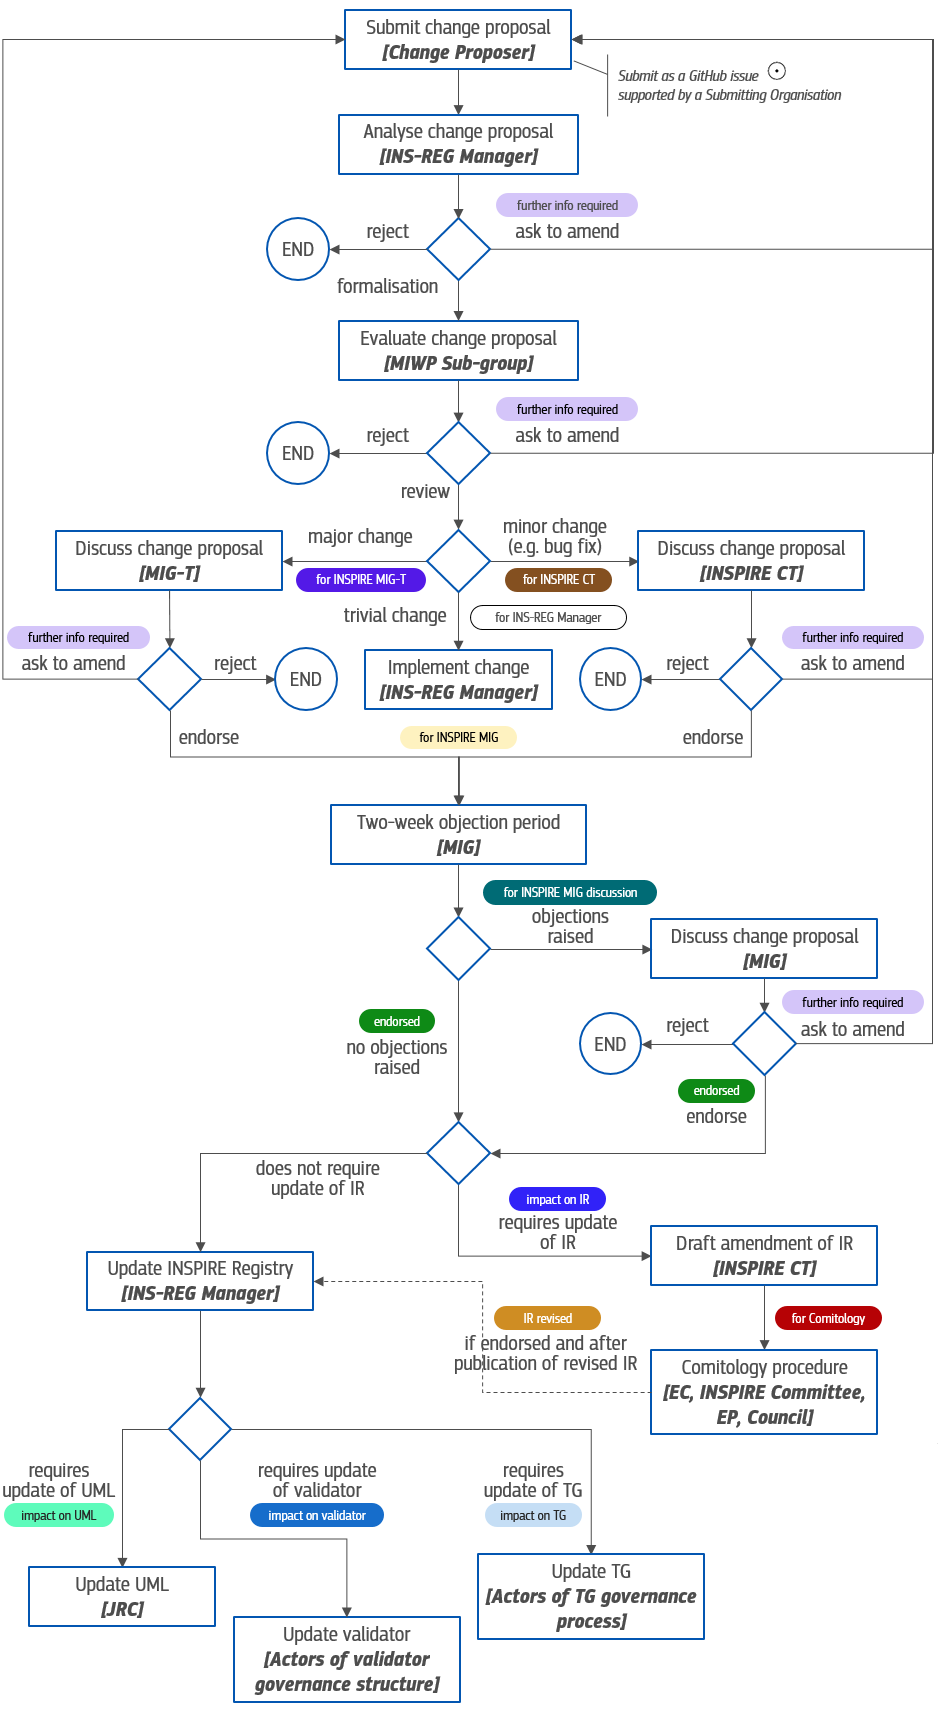 Submit change proposal
[Change Proposer]
Submit as a GitHub issue
supported by a Submitting Organisation
Analyse change proposal
[INS-REG Manager]
further info required
ask to amend
reject
END
formalisation
Evaluate change proposal
[MIWP Sub-group]
further info required
ask to amend
reject
END
review
major change
for INSPIRE MIG-T
minor change
(e.g. bug fix)
for INSPIRE CT
Discuss change proposal
[MIG-T]
Discuss change proposal
[INSPIRE CT]
trivial change
for INS-REG Manager
further info required
ask to amend
reject
END
Implement change
[INS-REG Manager]
END
reject
further info required
ask to amend
endorse
for INSPIRE MIG
endorse
Two-week objection period
[MIG]
for INSPIRE MIG discussion
objections
raised
Discuss change proposal
[MIG]
endorsed
no objections
raised
END
reject
further info required
ask to amend
endorsed
endorse
does not require
update of IR
impact on IR
requires update
of IR
Draft amendment of IR
[INSPIRE CT]
Update INSPIRE Registry
[INS-REG Manager]
for Comitology
IR revised
if endorsed and after
publication of revised IR
Comitology procedure
[EC, INSPIRE Committee,
EP, Council]
requires
update of UML
impact on UML
requires update
of validator
impact on validator
requires
update of TG
impact on TG
Update UML
[JRC]
Update validator
[Actors of validator
governance structure]
Update TG
[Actors of TG governance
process]